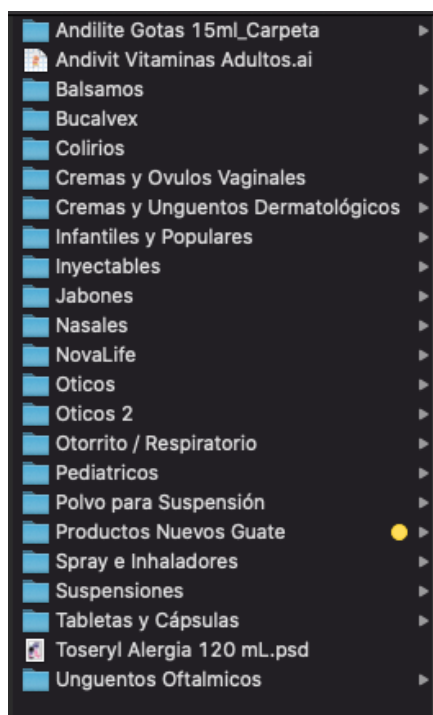 Andilite Gotas 15ml_Carpeta
Andivit Vitaminas Adultos.ai
Balsamos
Bucalvex
Colirios
Cremas y Ovulos Vaginales
Cremas y Unguentos Dermatológicos
Infantiles y Populares
Inyectables
Jabones
Nasales
NovaLife
Oticos
Oticos 2
Otorrito / Respiratorio
Pediatricos
Polvo para Suspensión
Productos Nuevos Guate
Spray e Inhaladores
Suspensiones
Tabletas y Cápsulas
Toseryl Alergia 120 mL.psd
Unguentos Oftalmicos